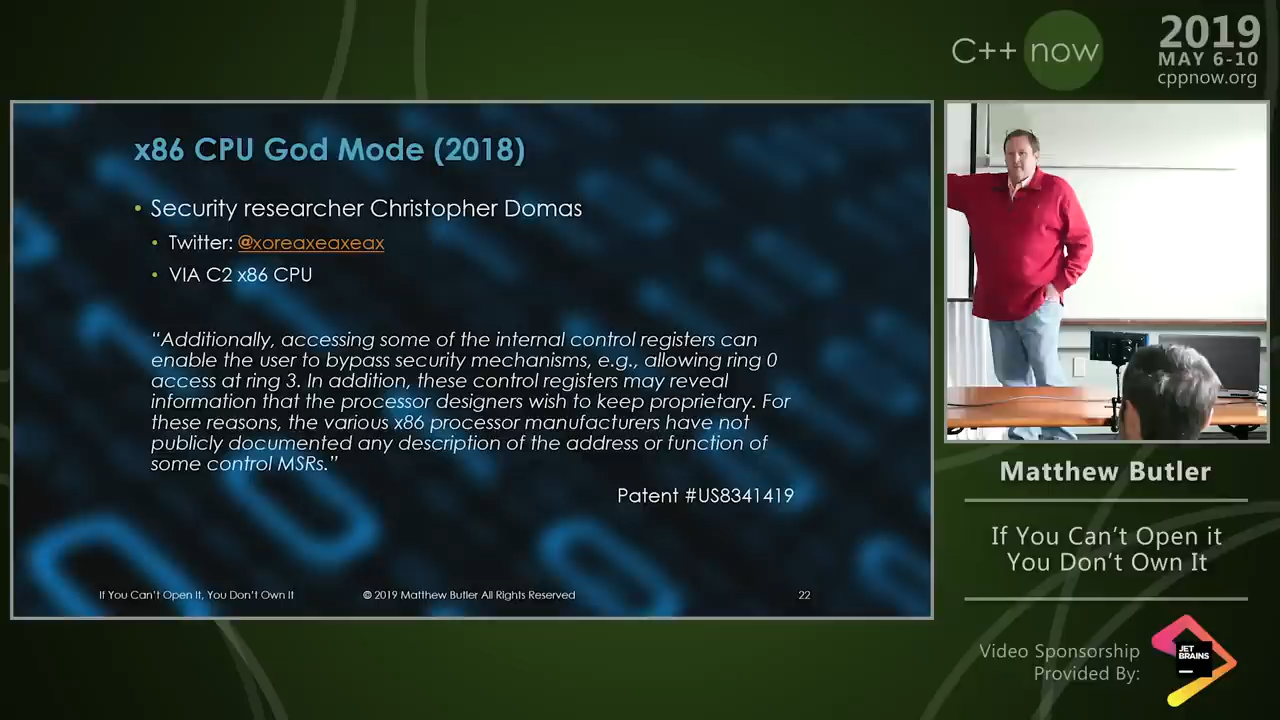 C++ now
2019
MAY 6-10
cppnow.org
x86 CPU God Mode (2018)
• Security researcher Christopher Domas
• Twitter: @xoreaxeaxeax
• VIA C2 x86 CPU
“Additionally, accessing some of the internal control registers can
enable the user to bypass security mechanisms, e.g., allowing ring 0
access at ring 3. In addition, these control registers may reveal
information that the processor designers wish to keep proprietary. For
these reasons, the various x86 processor manufacturers have not
publicly documented any description of the address or function of
some control MSRs.”
Patent #US8341419
If You Can't Open It, You Don't Own It
© 2019 Matthew Butler All Rights Reserved
22
Matthew Butler
If You Can't Open it
You Don't Own It
Video Sponsorship
Provided By:
JET
BRAINS